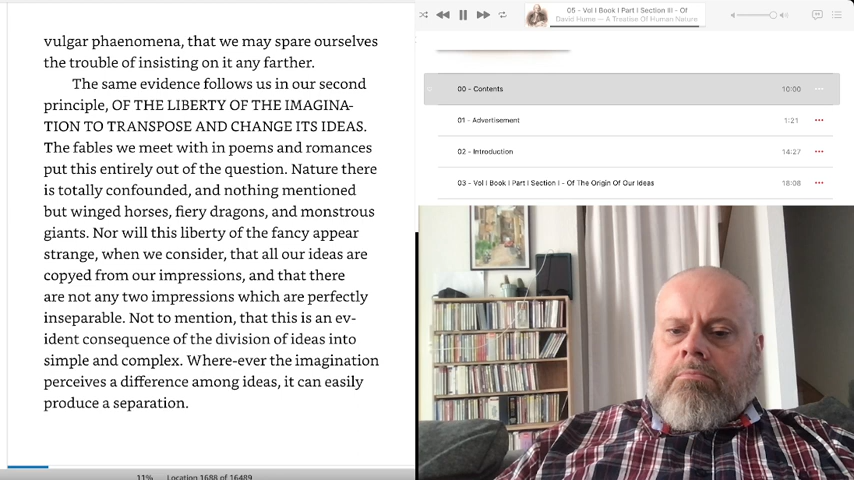 vulgar phaenomena, that we may spare ourselves
the trouble of insisting on it any farther.
The same evidence follows us in our second
principle, OF THE LIBERTY OF THE IMAGINA-
TION TO TRANSPOSE AND CHANGE ITS IDEAS.
The fables we meet with in poems and romances
put this entirely out of the question. Nature there
is totally confounded, and nothing mentioned
but winged horses, fiery dragons, and monstrous
giants. Nor will this liberty of the fancy appear
strange, when we consider, that all our ideas are
copyed from our impressions, and that there
are not any two impressions which are perfectly
inseparable. Not to mention, that this is an ev-
ident consequence of the division of ideas into
simple and complex. Where-ever the imagination
perceives a difference among ideas, it can easily
produce a separation.
11% Location 1688 of 16489
05 - Vol I Book I Part I Section III - Of
David Hume — A Treatise Of Human Nature
00 - Contents 10:00
01 - Advertisement 1:21
02 - Introduction 14:27
03 - Vol I Book I Part I Section I - Of The Origin Of Our Ideas 18:08